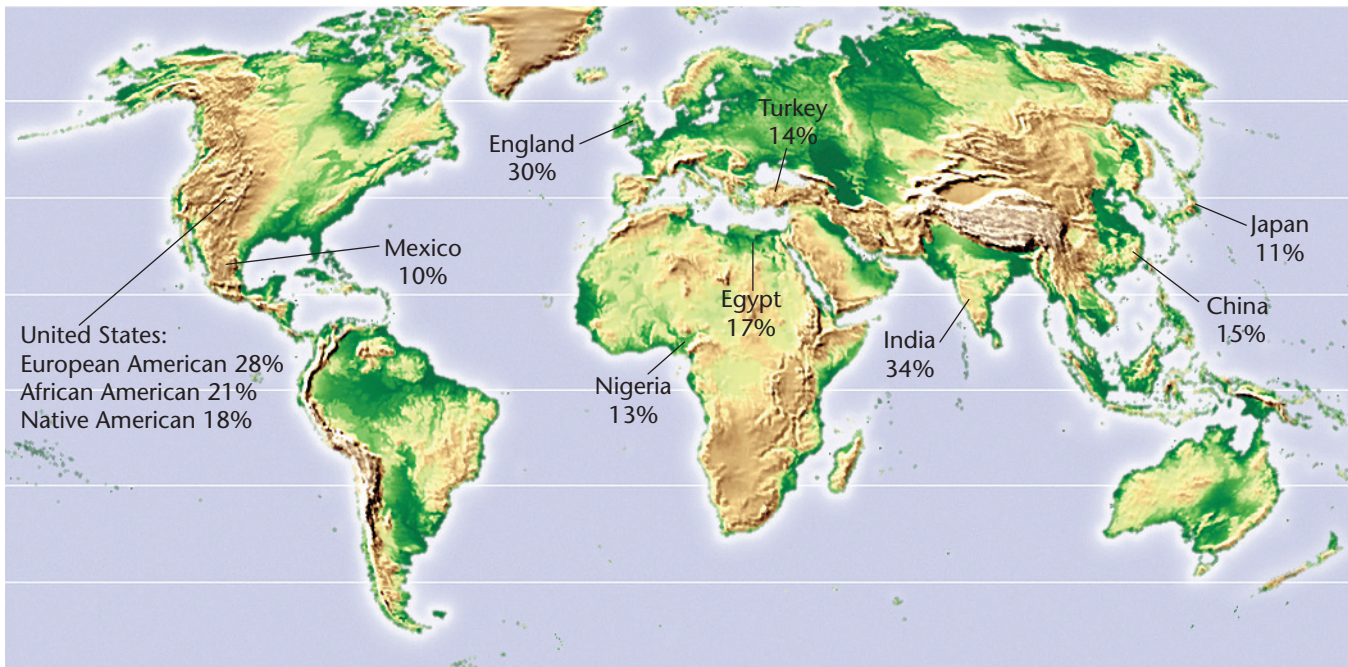 Turkey
14%
England
30%
Japan
11%
Mexico
10%
Egypt
17%
China
15%
United States:
European American 28%
African American 21%
Native American 18%
India
34%
Nigeria
13%